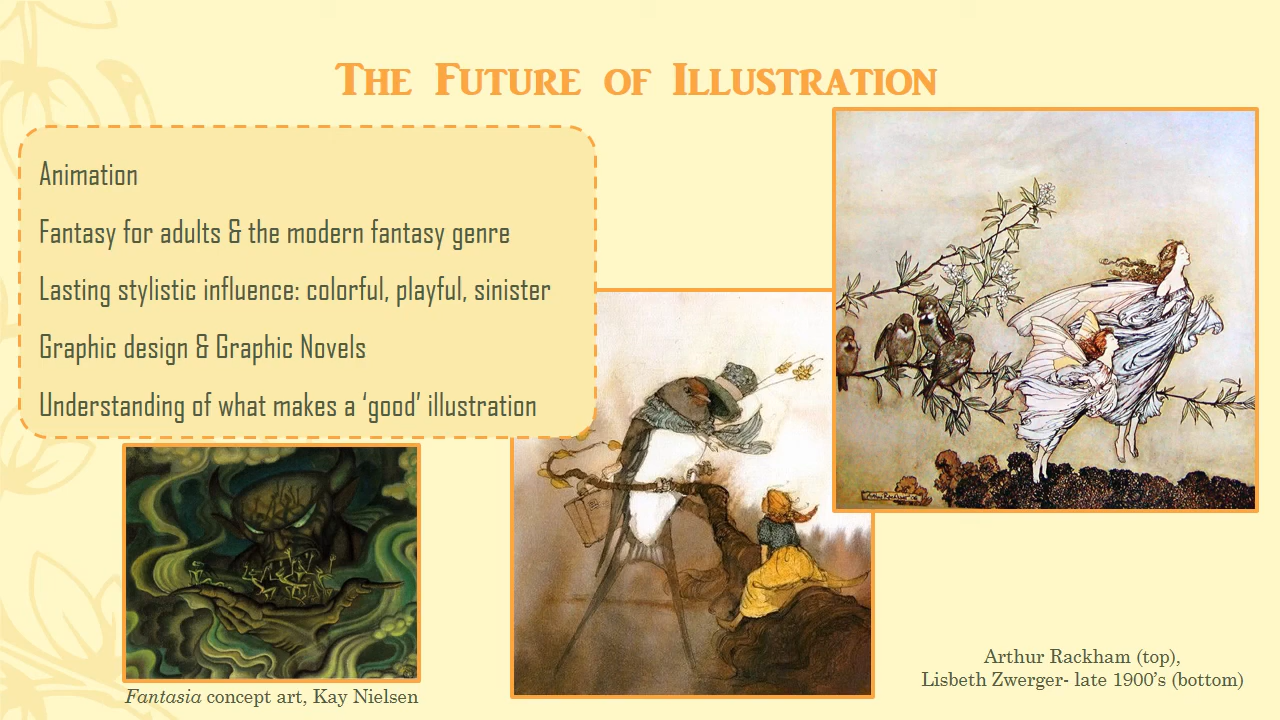 The Future of Illustration
Animation
Fantasy for adults & the modern fantasy genre
Lasting stylistic influence: colorful, playful, sinister
Graphic design & Graphic Novels
Understanding of what makes a ‘good’ illustration
Fantasia concept art, Kay Nielsen
Arthur Rackham (top),
Lisbeth Zwerger- late 1900’s (bottom)